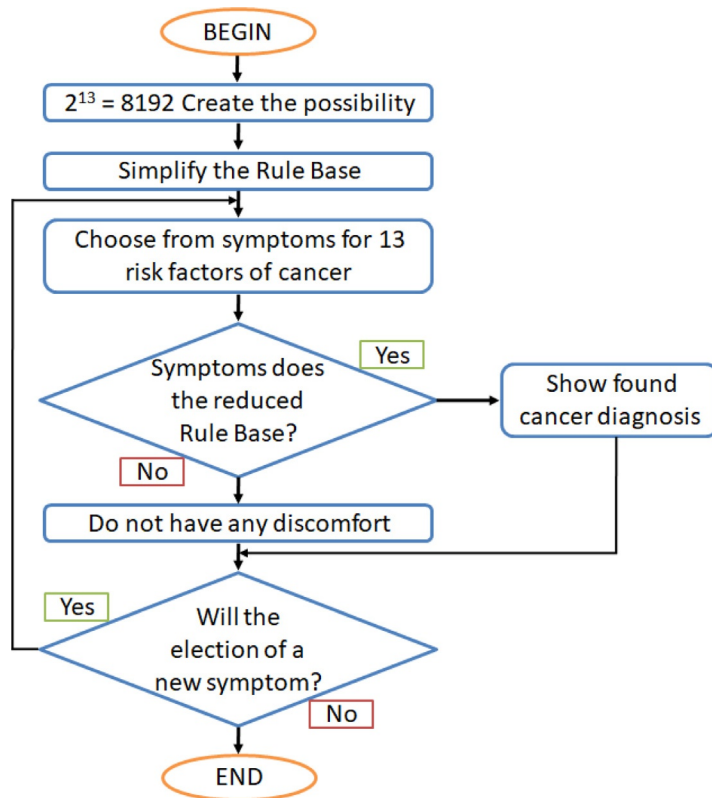 BEGIN
2¹³ = 8192 Create the possibility
Simplify the Rule Base
Choose from symptoms for 13
risk factors of cancer
Yes
Symptoms does
the reduced
Rule Base?
Show found
cancer diagnosis
No
Do not have any discomfort
Yes
Will the
election of a
new symptom?
No
END